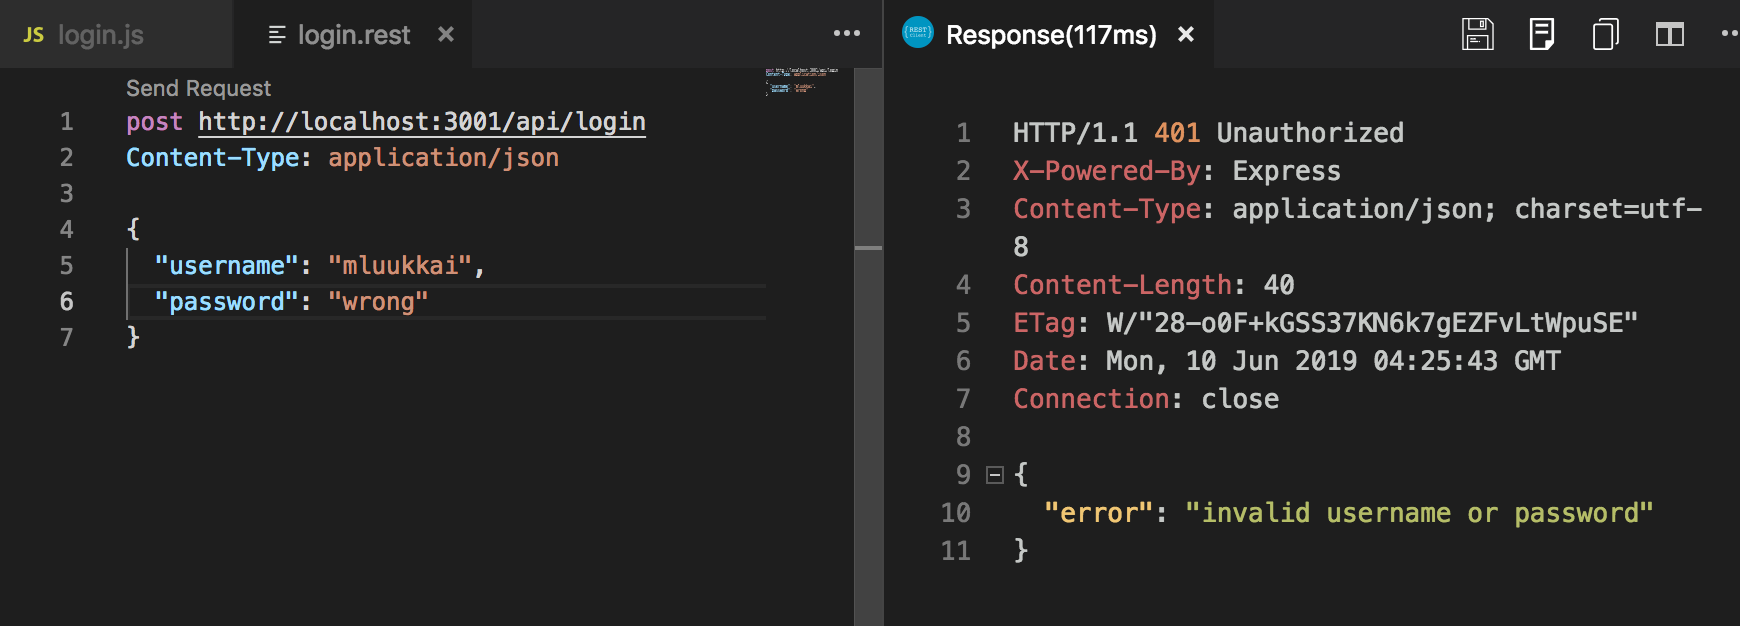 JS login.js
login.rest
Send Request
1 post http://localhost:3001/api/login
2 Content-Type: application/json
3
4 {
5 "username": "mluukkai",
6 "password": "wrong"
7 }
{REST} Client
Response(117ms)
1 HTTP/1.1 401 Unauthorized
2 X-Powered-By: Express
3 Content-Type: application/json; charset=utf-
8
4 Content-Length: 40
5 ETag: W/"28-o0F+kGSS37KN6k7gEZFvLtWpuSE"
6 Date: Mon, 10 Jun 2019 04:25:43 GMT
7 Connection: close
8
9 {
10 "error": "invalid username or password"
11 }